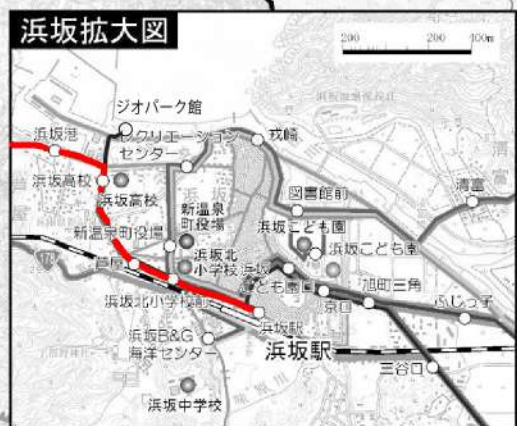 浜坂拡大図
200 200 400m
ジオパーク館
浜坂港
レクリエーション
センター
戎崎
浜坂高校
浜坂高校
図書館前
清富
新温泉
町役場
浜坂こども園
新温泉町役場
浜坂北
小学校
浜坂こども園
浜坂
こども園口
芦屋
178
浜坂北小学校前
京口
旭町三角
ふじっ子
浜坂駅
浜坂B&G
海洋センター
浜坂駅
三谷口
浜坂中学校